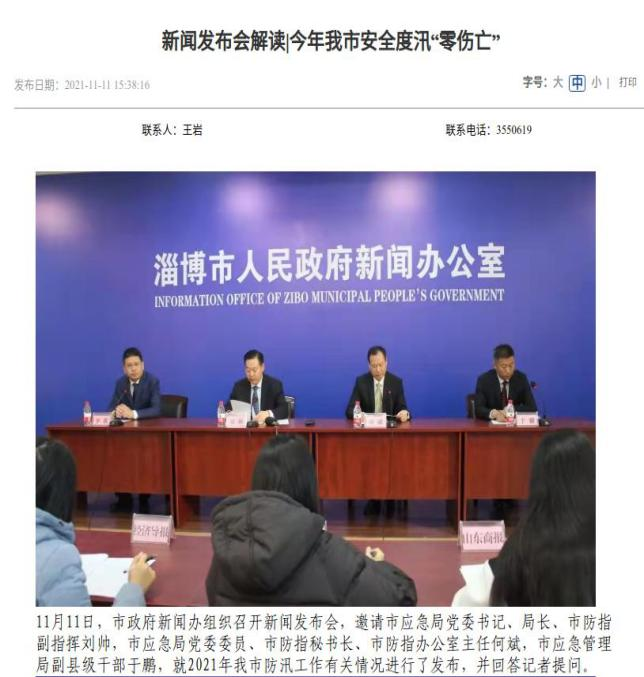 新闻发布会解读|今年我市安全度汛“零伤亡”
发布日期：2021-11-11 15:38:16
字号：大 中 小 | 打印
联系人：王岩
联系电话：3550619
淄博市人民政府新闻办公室
INFORMATION OFFICE OF ZIBO MUNICIPAL PEOPLE'S GOVERNMENT
经济导报
山东商报
11月11日，市政府新闻办组织召开新闻发布会，邀请市应急局党委书记、局长、市防指
副指挥刘帅，市应急局党委委员、市防指秘书长、市防指办公室主任何斌，市应急管理
局副县级干部于鹏，就2021年我市防汛工作有关情况进行了发布，并回答记者提问。